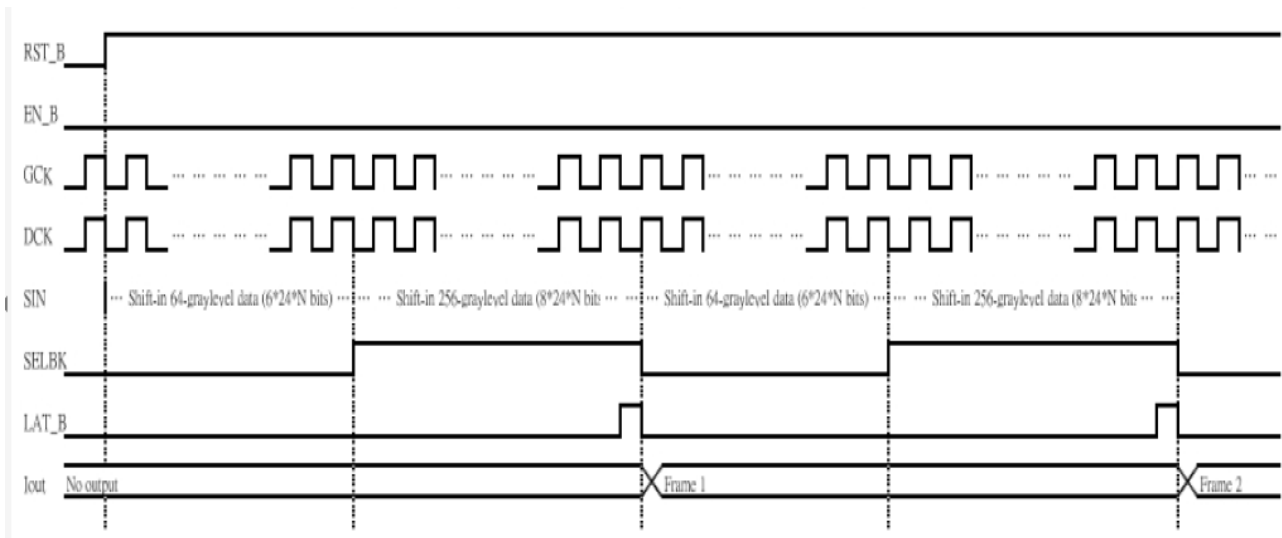 RST_B
EN_B
GCK
DCK
SIN ··· Shift-in 64-graylevel data (6*24*N bits) ··· ··· Shift-in 256-graylevel data (8*24*N bits ··· ··· Shift-in 64-graylevel data (6*24*N bits) ··· ··· Shift-in 256-graylevel data (8*24*N bits ··· ···
SELBK
LAT_B
Iout No output Frame 1 Frame 2